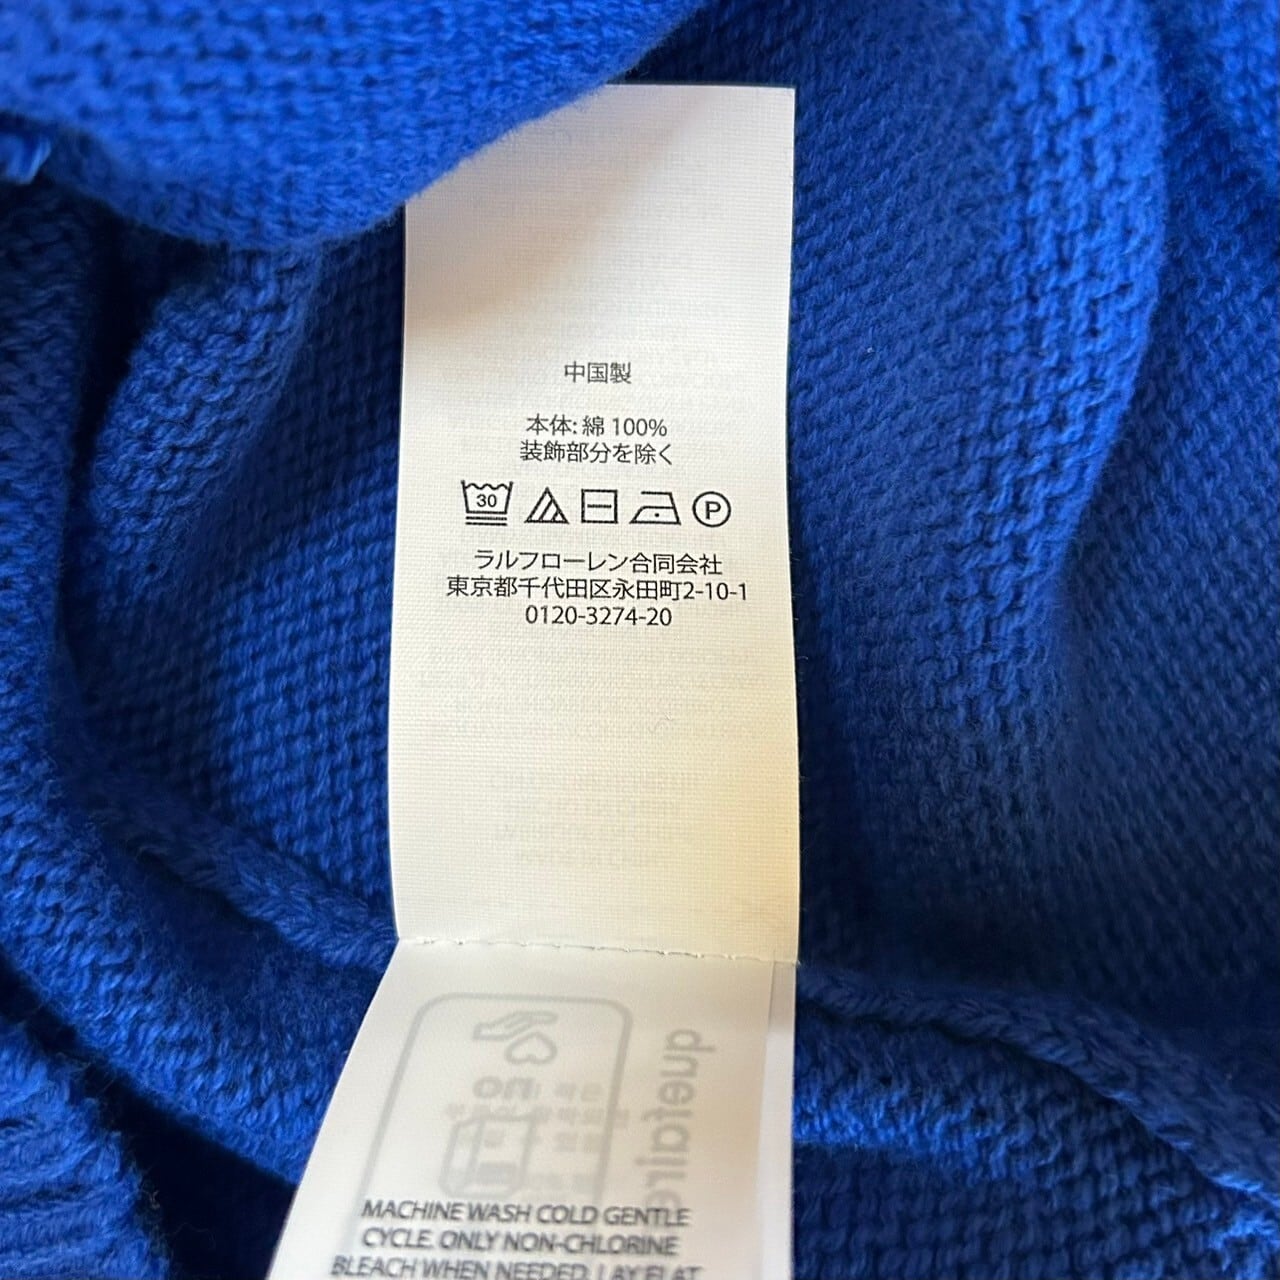 中国製
本体: 綿 100%
装飾部分を除く
30
P
ラルフローレン合同会社
東京都千代田区永田町2-10-1
0120-3274-20
on
quefaire
MACHINE WASH COLD GENTLE
CYCLE. ONLY NON-CHLORINE
BLEACH WHEN NEEDED. LAY FLAT